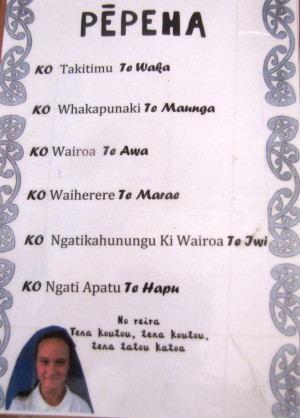 PĒPEHA
KO Takitimu Te Waka
KO Whakapunaki Te Maunga
KO Wairoa Te Awa
KO Waiherere Te Marae
KO Ngatikahunungu Ki Wairoa Te Iwi
KO Ngati Apatu Te Hapu
No reira
Tena koutou, tena koutou,
tena tatou katoa